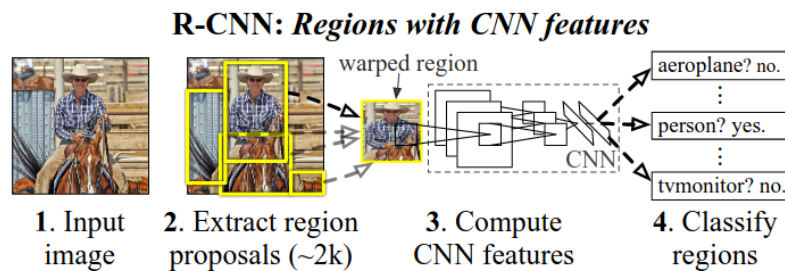 R-CNN: Regions with CNN features
warped region
aeroplane? no.
person? yes.
CNN
tvmonitor? no.
1. Input
image
2. Extract region
proposals (~2k)
3. Compute
CNN features
4. Classify
regions